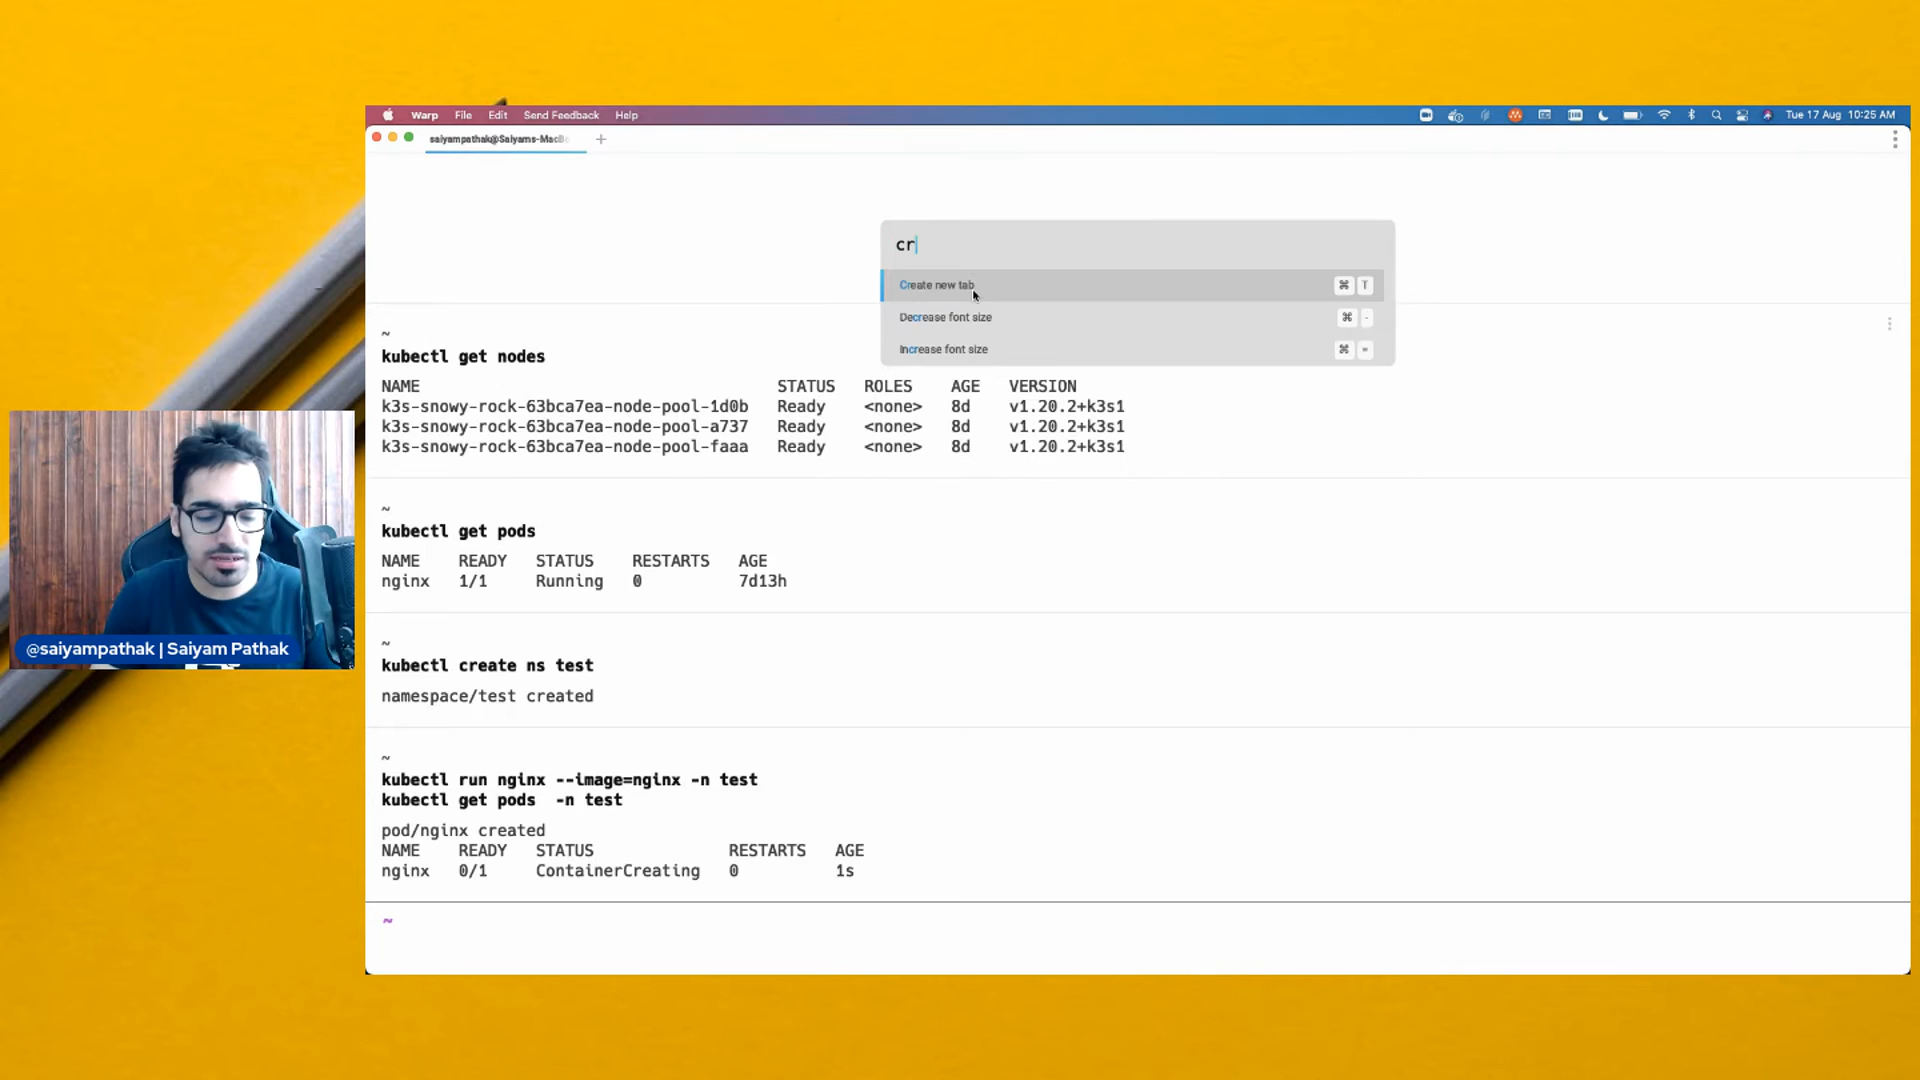 Warp File Edit Send Feedback Help Tue 17 Aug 10:25 AM
saiyampathak@Saiyams-MacB +
cr
Create new tab ⌘ T
Decrease font size ⌘ -
Increase font size ⌘ =
~
kubectl get nodes
NAME STATUS ROLES AGE VERSION
k3s-snowy-rock-63bca7ea-node-pool-1d0b Ready <none> 8d v1.20.2+k3s1
k3s-snowy-rock-63bca7ea-node-pool-a737 Ready <none> 8d v1.20.2+k3s1
k3s-snowy-rock-63bca7ea-node-pool-faaa Ready <none> 8d v1.20.2+k3s1
~
kubectl get pods
NAME READY STATUS RESTARTS AGE
nginx 1/1 Running 0 7d13h
~
kubectl create ns test
namespace/test created
~
kubectl run nginx --image=nginx -n test
kubectl get pods -n test
pod/nginx created
NAME READY STATUS RESTARTS AGE
nginx 0/1 ContainerCreating 0 1s
~
@saiyampathak | Saiyam Pathak